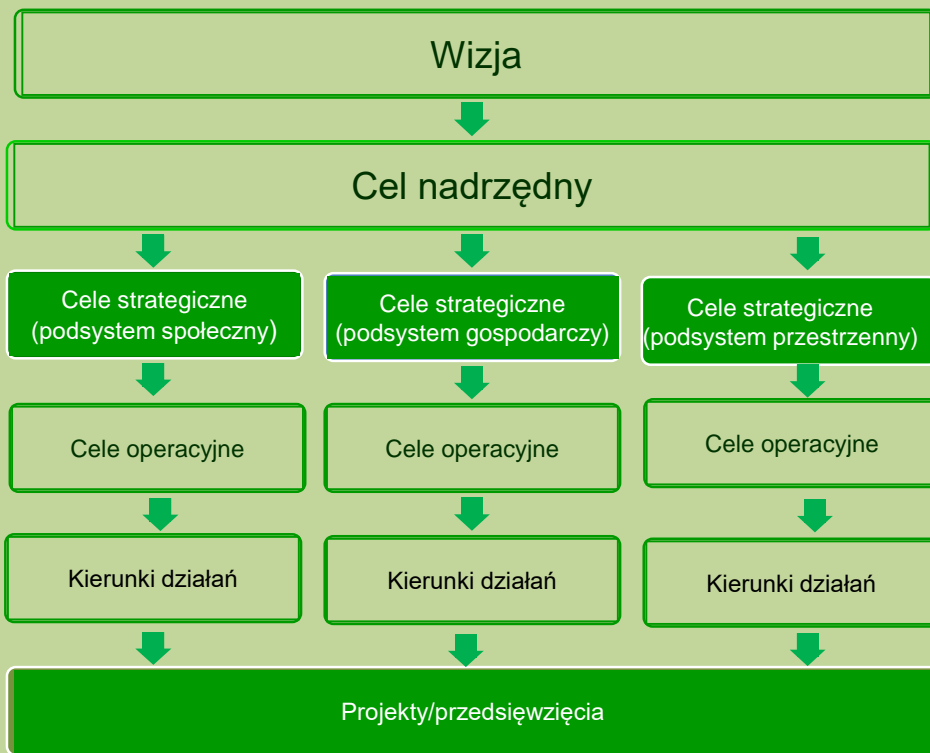 Wizja
Cel nadrzędny
Cele strategiczne
(podsystem społeczny)
Cele strategiczne
(podsystem gospodarczy)
Cele strategiczne
(podsystem przestrzenny)
Cele operacyjne
Cele operacyjne
Cele operacyjne
Kierunki działań
Kierunki działań
Kierunki działań
Projekty/przedsięwzięcia